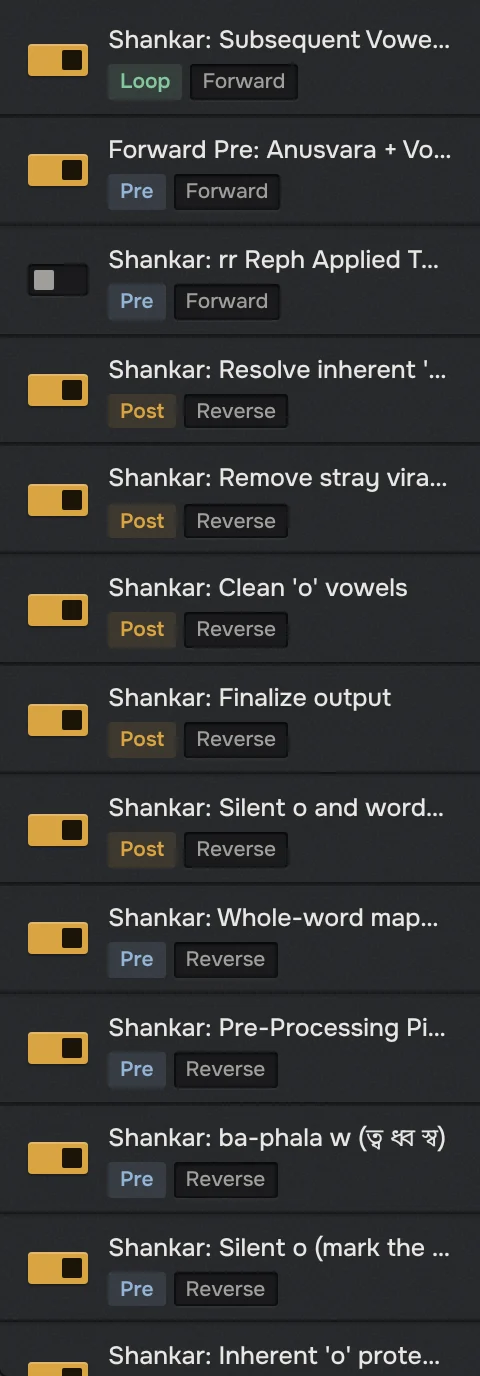 Shankar: Subsequent Vowe...
Loop Forward
Forward Pre: Anusvara + Vo...
Pre Forward
Shankar: rr Reph Applied T...
Pre Forward
Shankar: Resolve inherent '...
Post Reverse
Shankar: Remove stray vira...
Post Reverse
Shankar: Clean 'o' vowels
Post Reverse
Shankar: Finalize output
Post Reverse
Shankar: Silent o and word...
Post Reverse
Shankar: Whole-word map...
Pre Reverse
Shankar: Pre-Processing Pi...
Pre Reverse
Shankar: ba-phala w (ত্ব ধ্ব স্ব)
Pre Reverse
Shankar: Silent o (mark the ...
Pre Reverse
Shankar: Inherent 'o' prote...